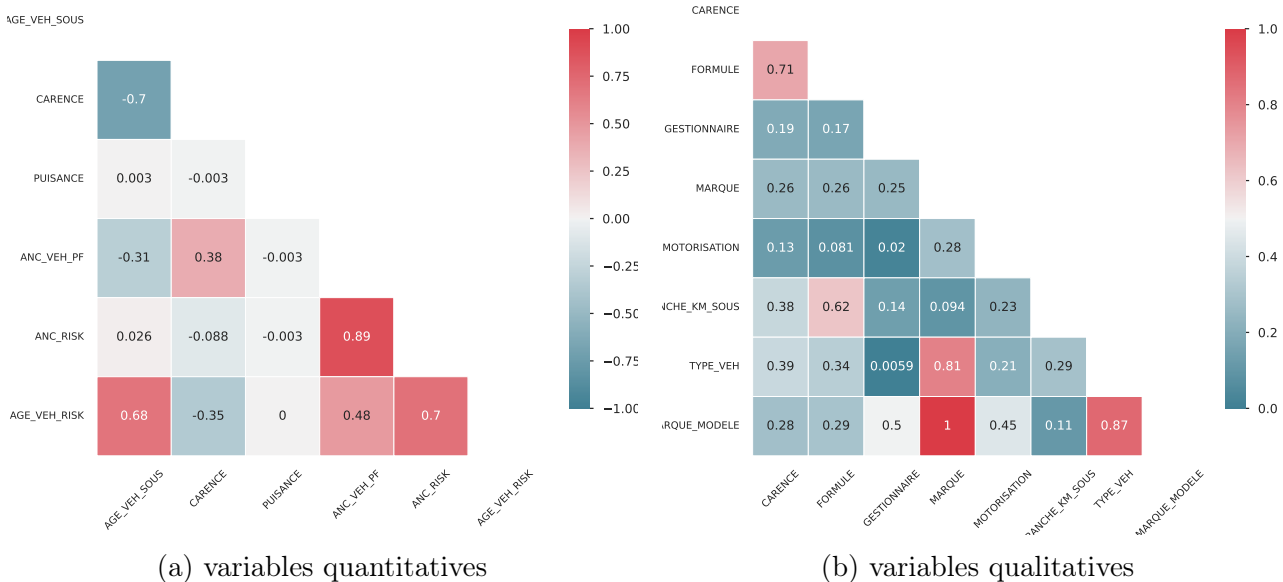 AGE_VEH_SOUS
CARENCE
-0.7
PUISANCE
0.003 -0.003
ANC_VEH_PF
-0.31 0.38 -0.003
ANC_RISK
0.026 -0.088 -0.003 0.89
AGE_VEH_RISK
0.68 -0.35 0 0.48 0.7
AGE_VEH_SOUS CARENCE PUISANCE ANC_VEH_PF ANC_RISK AGE_VEH_RISK
1.00
0.75
0.50
0.25
0.00
−0.25
−0.50
−0.75
−1.00
(a) variables quantitatives
CARENCE
FORMULE
0.71
GESTIONNAIRE
0.19 0.17
MARQUE
0.26 0.26 0.25
MOTORISATION
0.13 0.081 0.02 0.28
NCHE_KM_SOUS
0.38 0.62 0.14 0.094 0.23
TYPE_VEH
0.39 0.34 0.0059 0.81 0.21 0.29
ARQUE_MODELE
0.28 0.29 0.5 1 0.45 0.11 0.87
CARENCE FORMULE GESTIONNAIRE MARQUE MOTORISATION RANCHE_KM_SOUS TYPE_VEH MARQUE_MODELE
1.0
0.8
0.6
0.4
0.2
0.0
(b) variables qualitatives